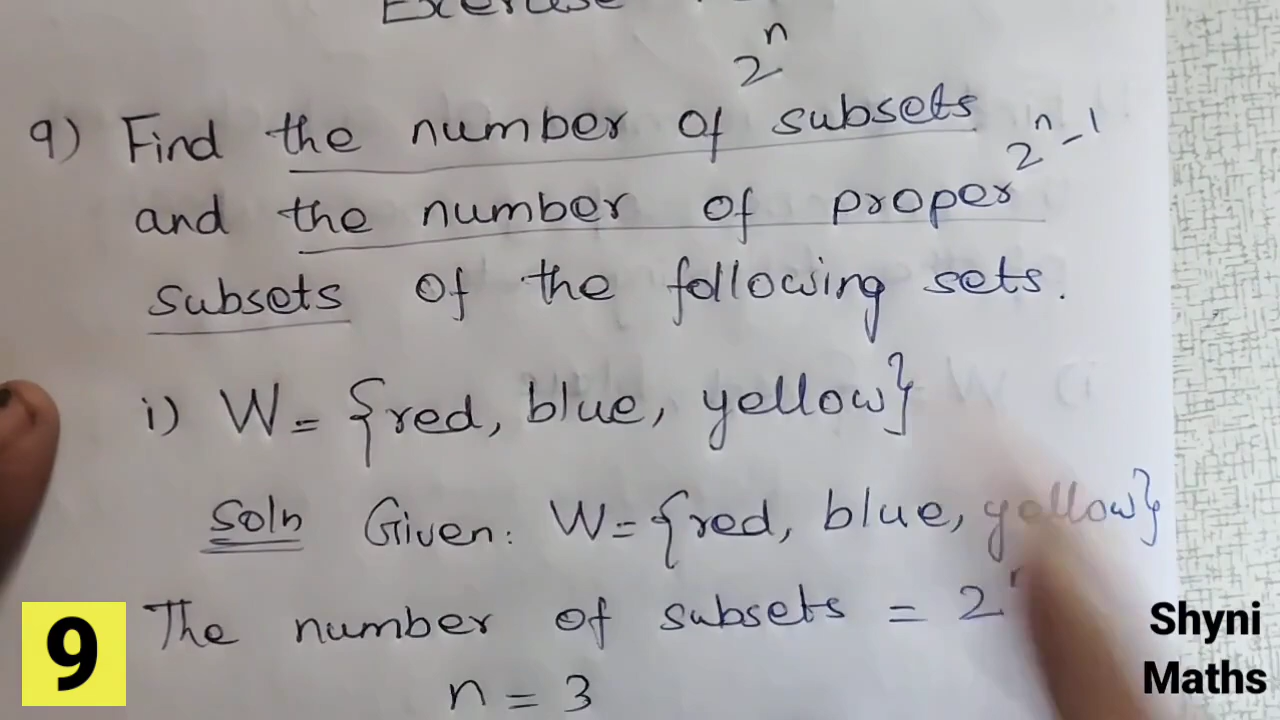 Exercise
2^n
9) Find the number of subsets
2^n - 1
and the number of proper
subsets of the following sets.
i) W = {red, blue, yellow}
Soln Given: W = {red, blue, yellow}
The number of subsets = 2^n
n = 3
9
Shyni
Maths